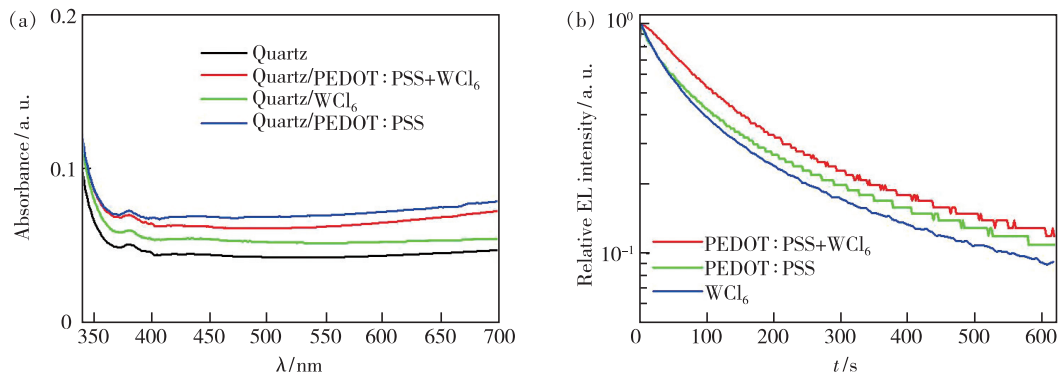 (a)
0.2
Quartz
Quartz/PEDOT:PSS+WCl₆
Quartz/WCl₆
Quartz/PEDOT:PSS
Absorbance/a. u.
0.1
0
350 400 450 500 550 600 650 700
λ/nm
(b)
10⁰
Relative EL intensity/a. u.
PEDOT:PSS+WCl₆
10⁻¹
PEDOT:PSS
WCl₆
0 100 200 300 400 500 600
t/s